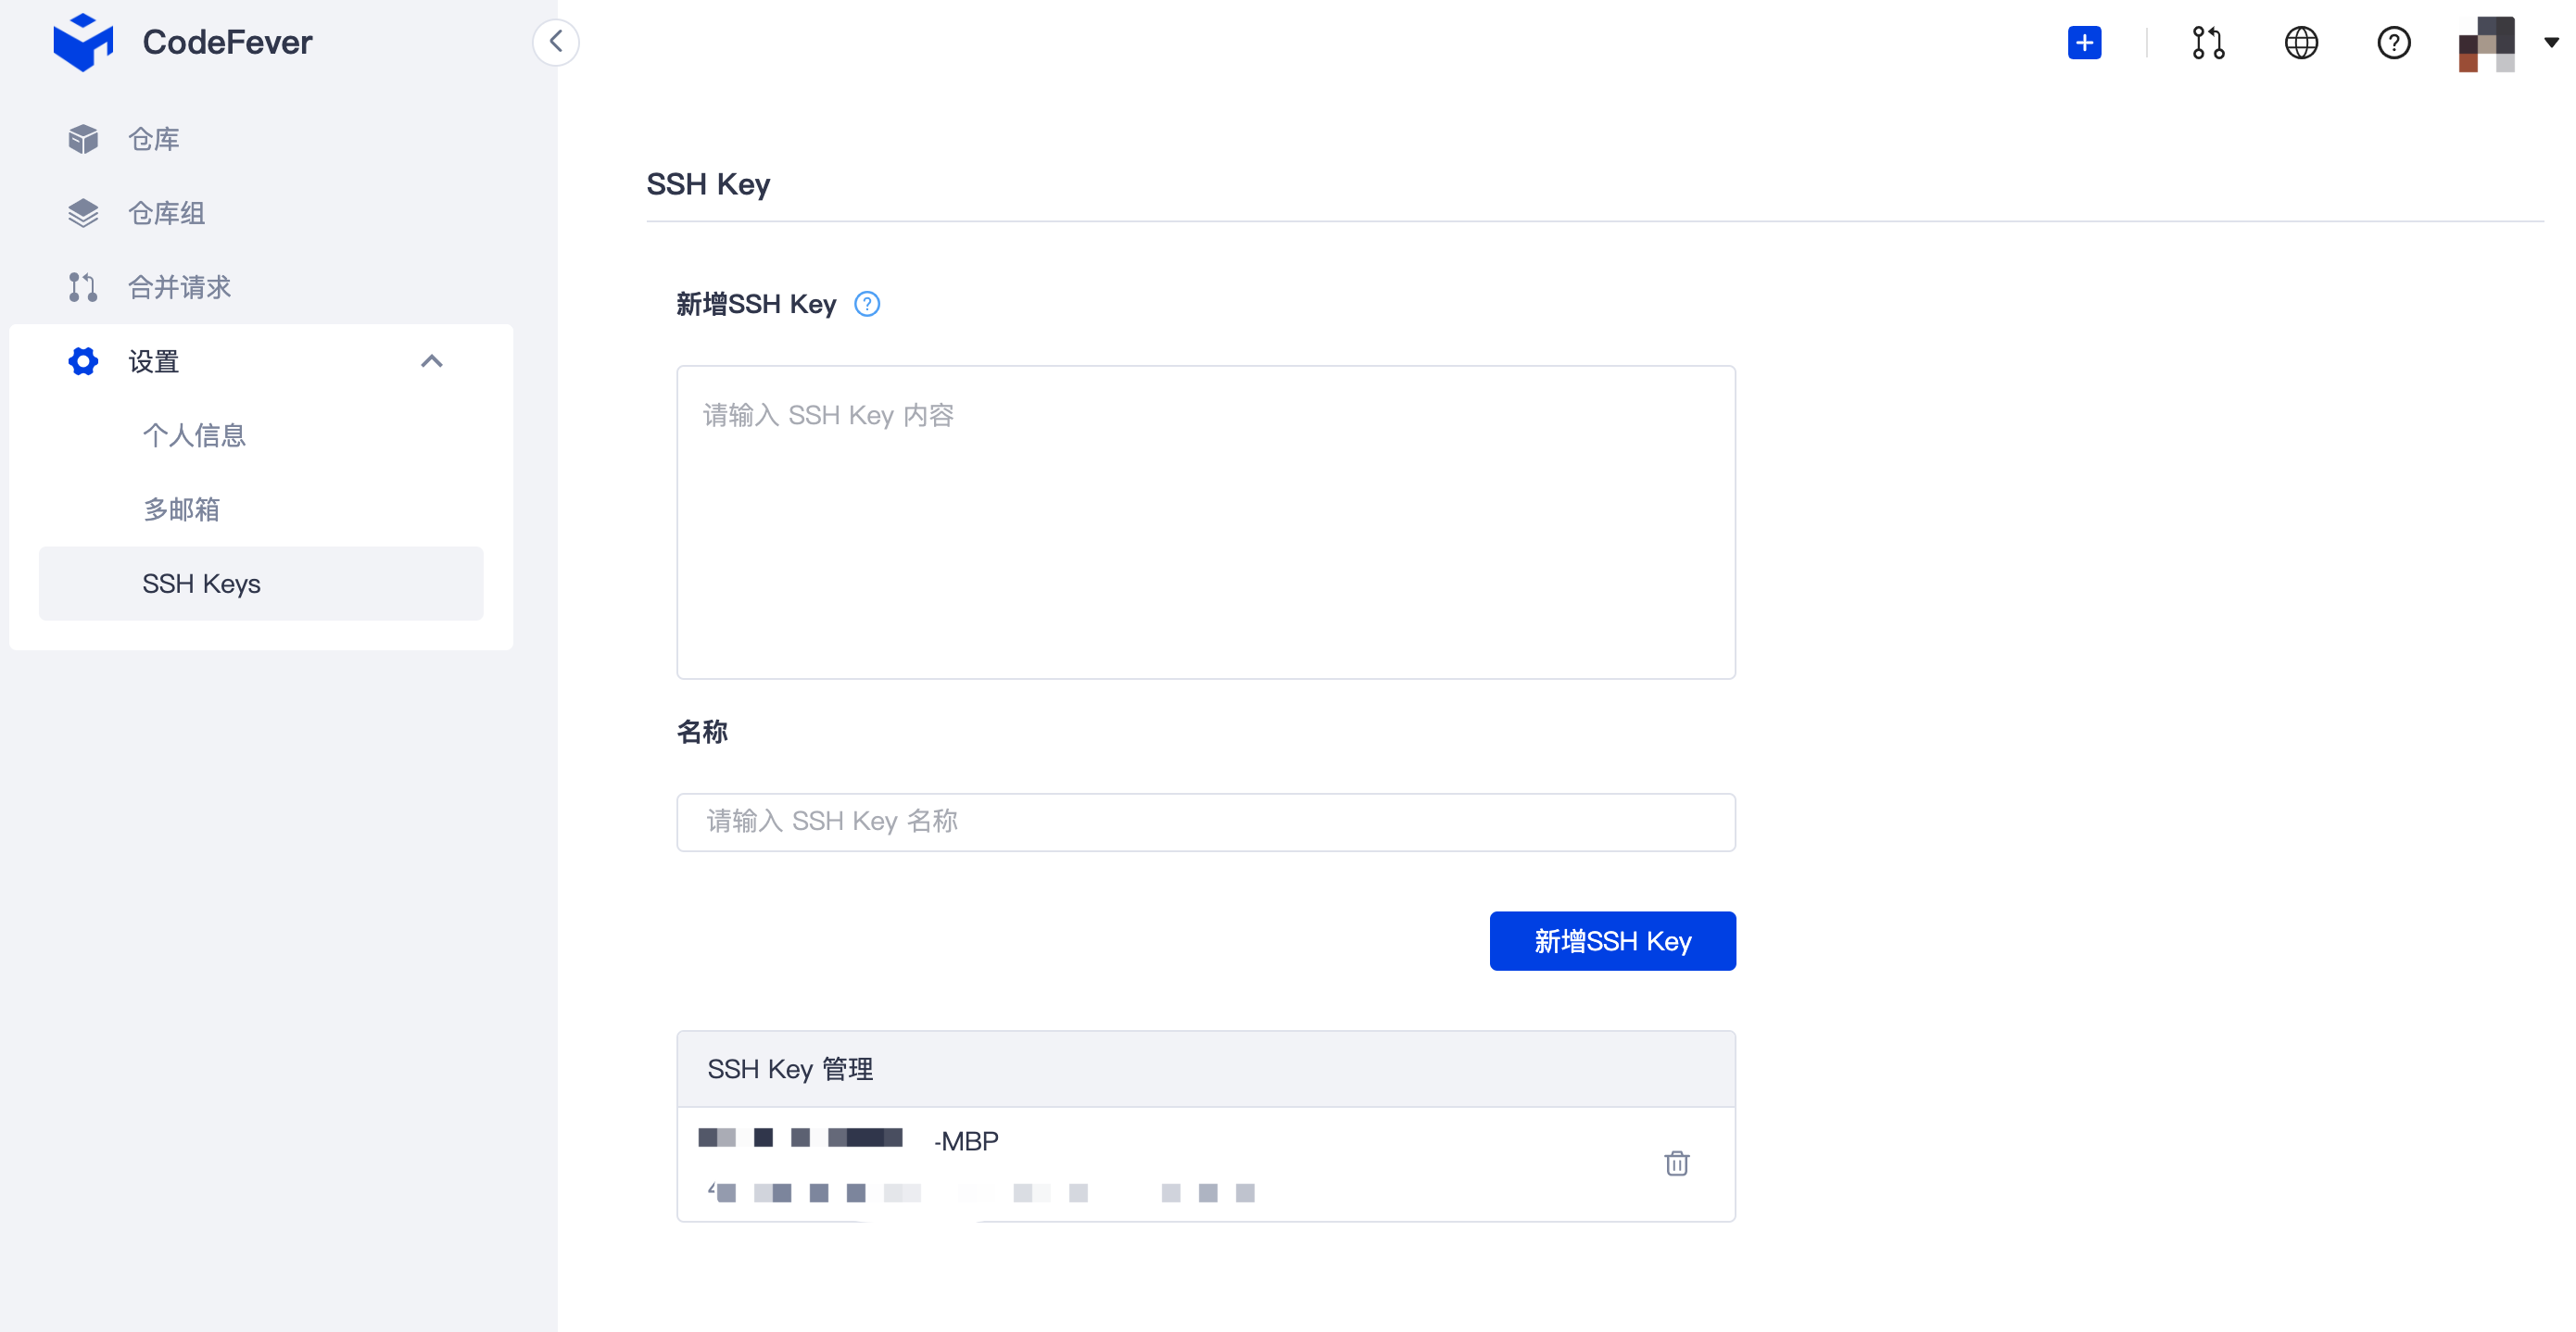 CodeFever
仓库
仓库组
合并请求
设置
个人信息
多邮箱
SSH Keys
SSH Key
新增SSH Key
请输入 SSH Key 内容
名称
请输入 SSH Key 名称
新增SSH Key
SSH Key 管理
-MBP